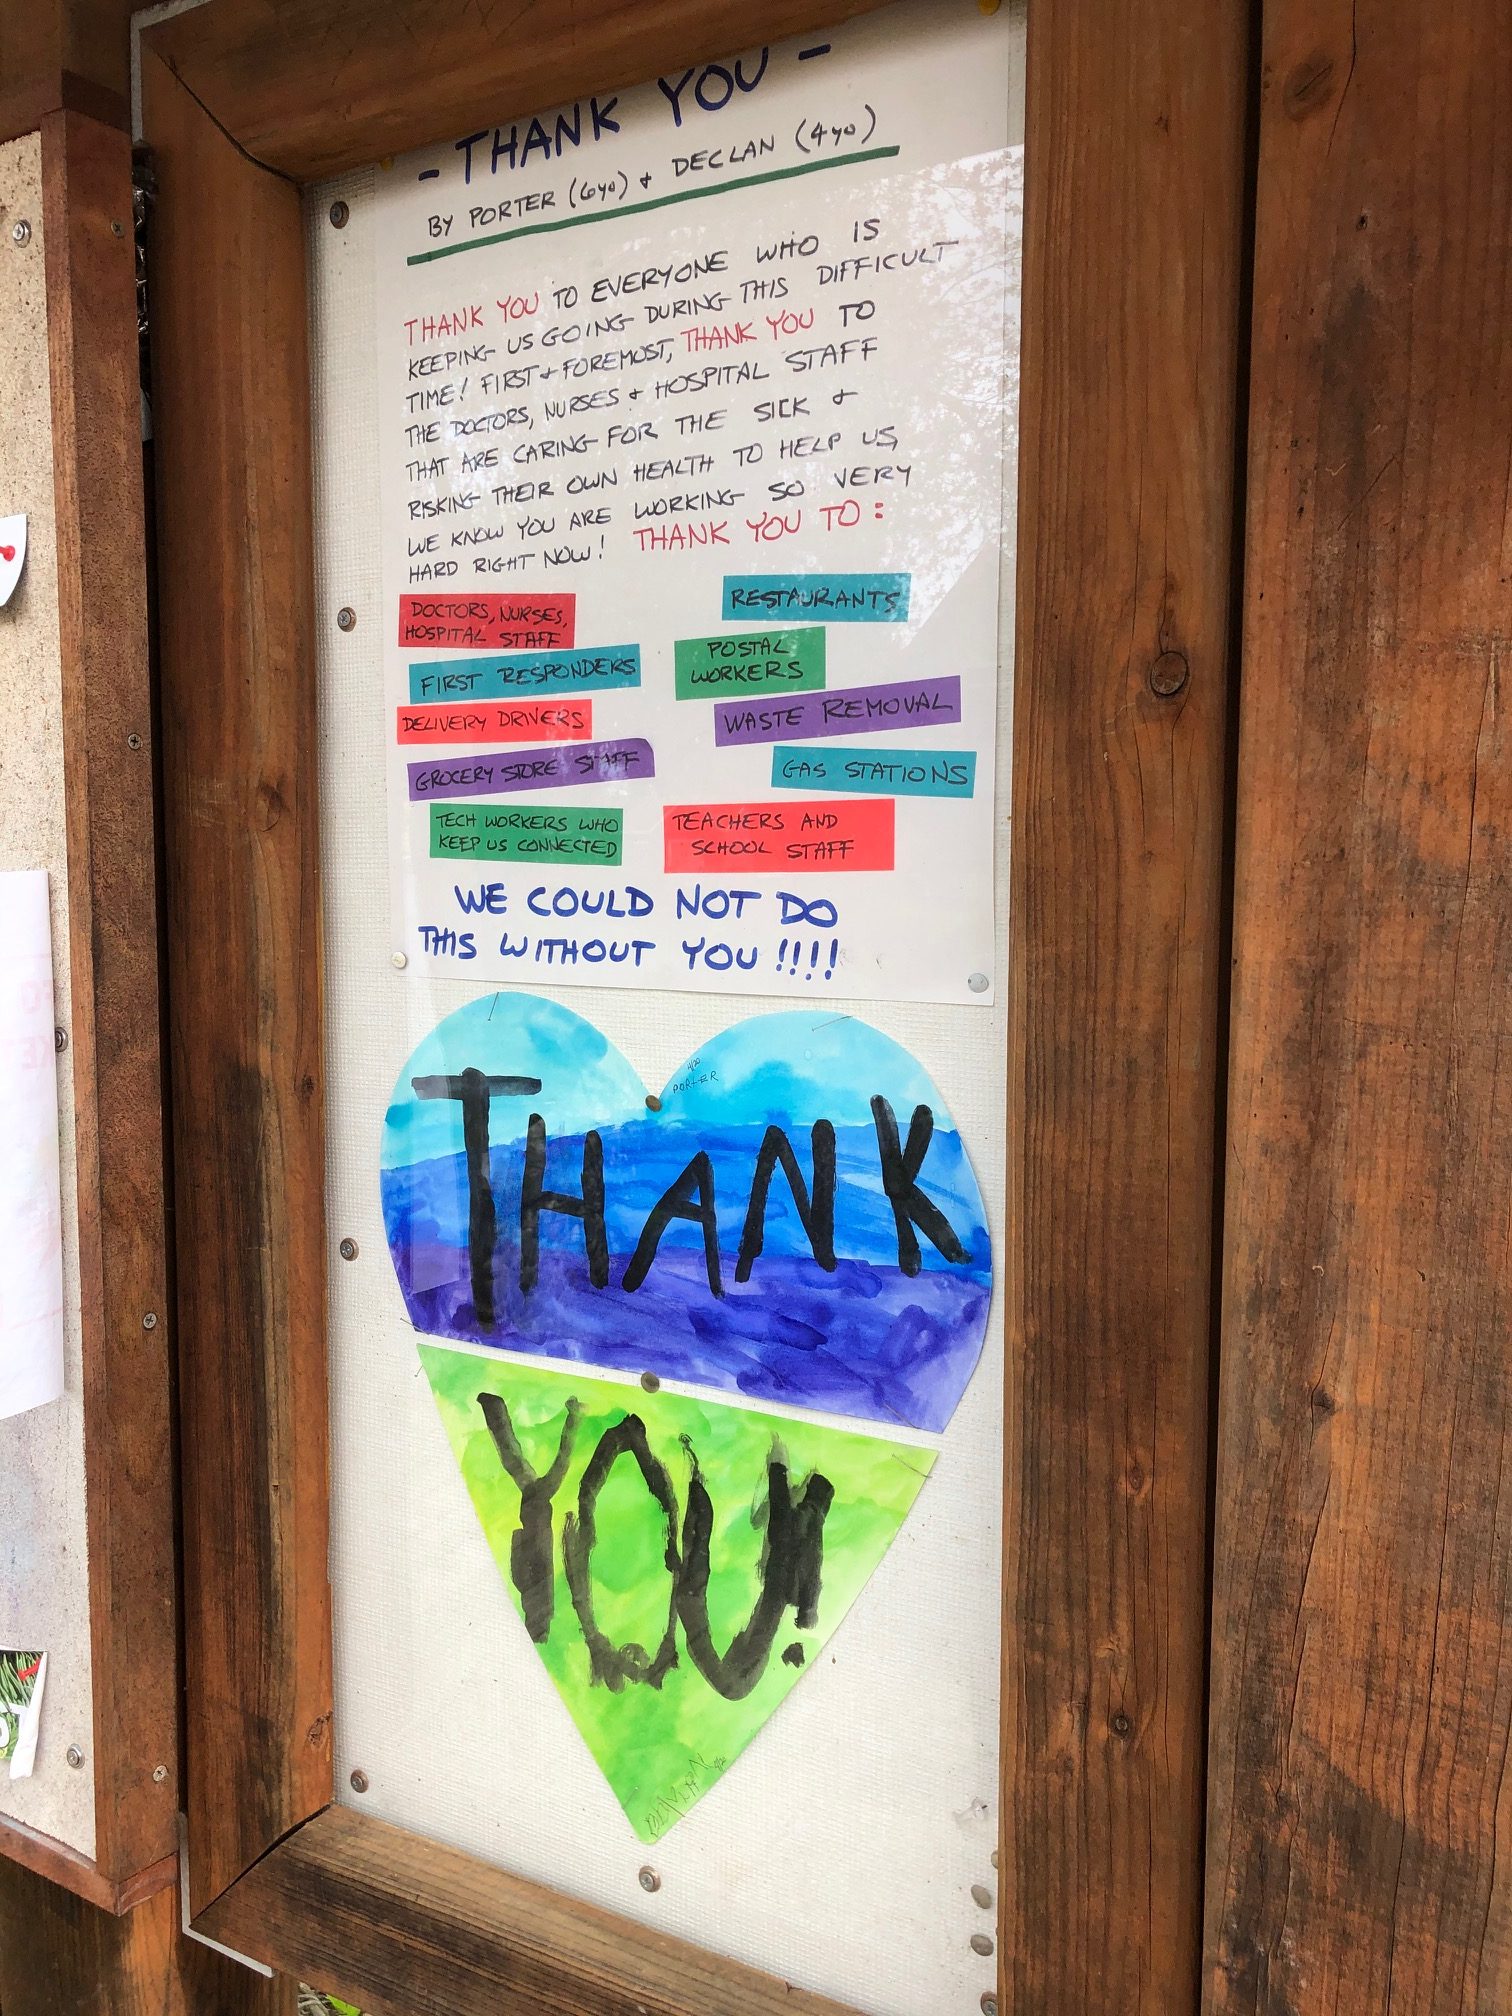 - THANK YOU -
BY PORTER (6yo) + DECLAN (4yo)
THANK YOU TO EVERYONE WHO IS
KEEPING US GOING DURING THIS DIFFICULT
TIME! FIRST + FOREMOST, THANK YOU TO
THE DOCTORS, NURSES + HOSPITAL STAFF
THAT ARE CARING FOR THE SICK +
RISKING THEIR OWN HEALTH TO HELP US,
WE KNOW YOU ARE WORKING SO VERY
HARD RIGHT NOW! THANK YOU TO:
DOCTORS, NURSES,
HOSPITAL STAFF
FIRST RESPONDERS
DELIVERY DRIVERS
GROCERY STORE STAFF
TECH WORKERS WHO
KEEP US CONNECTED
RESTAURANTS
POSTAL
WORKERS
WASTE REMOVAL
GAS STATIONS
TEACHERS AND
SCHOOL STAFF
WE COULD NOT DO
THIS WITHOUT YOU !!!!
4/20
PORTER
THANK
YOU!